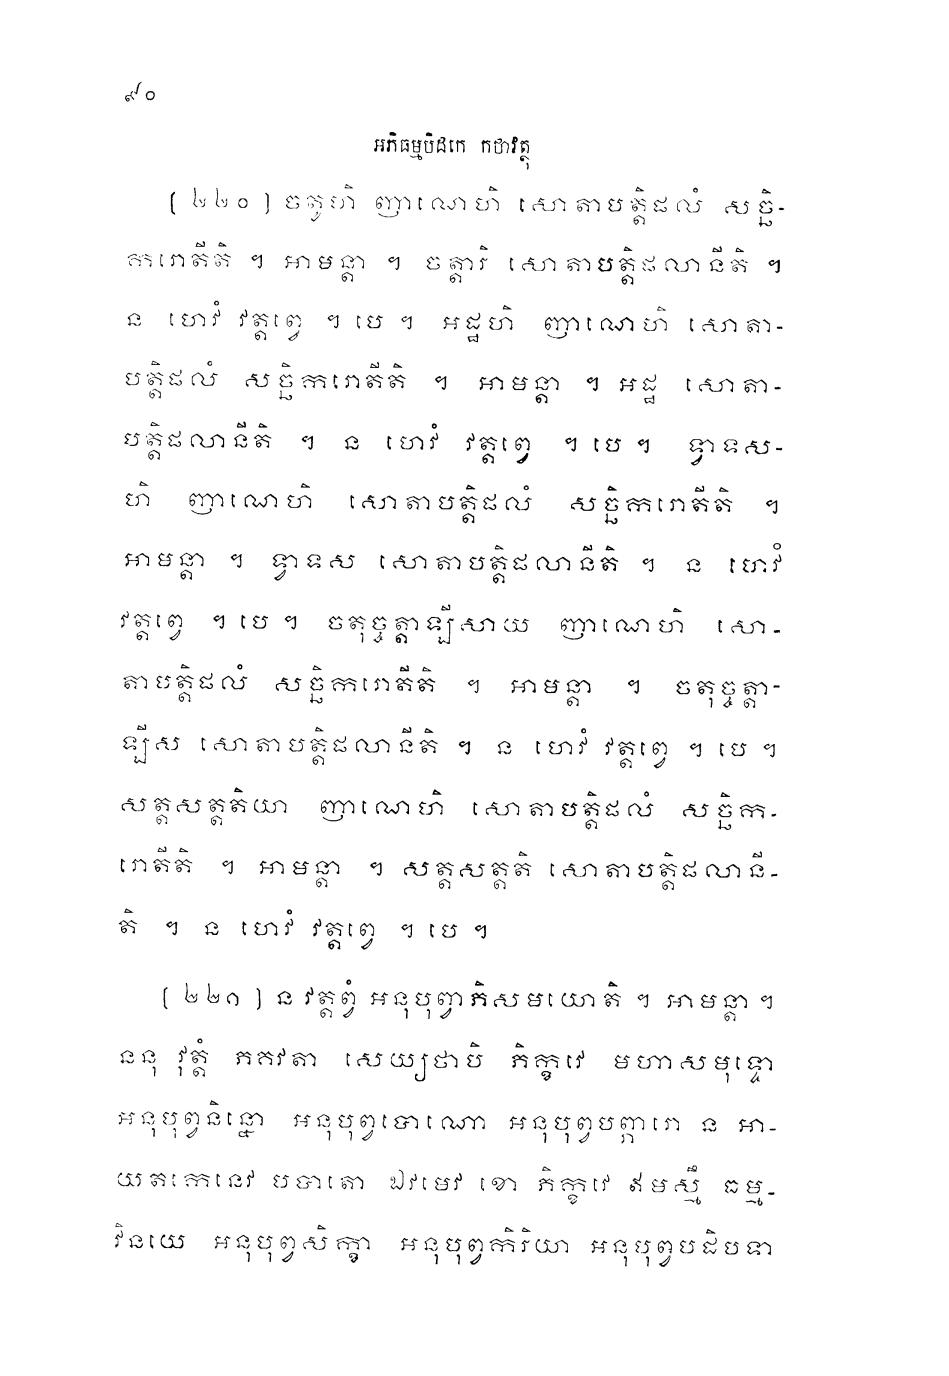 ៩០
អភិធម្មបិដកេ កថាវត្ថុ
[ ២២០ ] ចតូហិ ញាណេហិ សោតាបត្តិផលំ សច្ឆិ-
ករោតីតិ ។ អាមន្តា ។ ចត្តារិ សោតាបត្តិផលានីតិ ។
ន ហេវំ វត្តព្វេ ។ បេ ។ អដ្ឋហិ ញាណេហិ សោតា-
បត្តិផលំ សច្ឆិករោតីតិ ។ អាមន្តា ។ អដ្ឋ សោតា-
បត្តិផលានីតិ ។ ន ហេវំ វត្តព្វេ ។ បេ ។ ទ្វាទស-
ហិ ញាណេហិ សោតាបត្តិផលំ សច្ឆិករោតីតិ ។
អាមន្តា ។ ទ្វាទស សោតាបត្តិផលានីតិ ។ ន ហេវំ
វត្តព្វេ ។ បេ ។ ចតុច្ចត្តាឡីសាយ ញាណេហិ សោ-
តាបត្តិផលំ សច្ឆិករោតីតិ ។ អាមន្តា ។ ចតុច្ចត្តា-
ឡីស សោតាបត្តិផលានីតិ ។ ន ហេវំ វត្តព្វេ ។ បេ ។
សត្តសត្តតិយា ញាណេហិ សោតាបត្តិផលំ សច្ឆិក-
រោតីតិ ។ អាមន្តា ។ សត្តសត្តតិ សោតាបត្តិផលានី-
តិ ។ ន ហេវំ វត្តព្វេ ។ បេ ។
[ ២២១ ] ន វត្តព្វំ អនុបុព្វាភិសមយោតិ ។ អាមន្តា ។
ននុ វុត្តំ ភគវតា សេយ្យថាបិ ភិក្ខវេ មហាសមុទ្ទោ
អនុបុព្វនិន្នោ អនុបុព្វបោណោ អនុបុព្វបព្ភារោ ន អា-
យតកេនេវ បបាតោ ឯវមេវ ខោ ភិក្ខវេ ឥមស្មឹ ធម្ម-
វិនយេ អនុបុព្វសិក្ខា អនុបុព្វកិរិយា អនុបុព្វបដិបទា